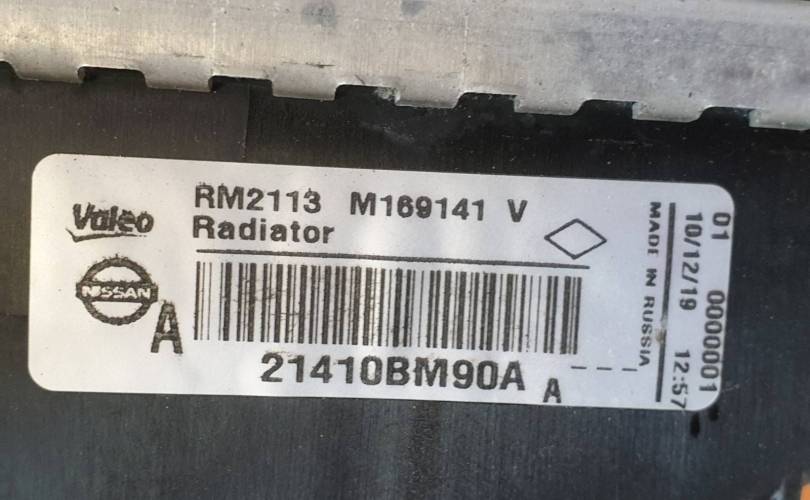 Valeo
RM2113 M169141 V
Radiator
NISSAN
A
21410BM90A A
MADE IN RUSSIA
10/12/19 12:57
01 0000001